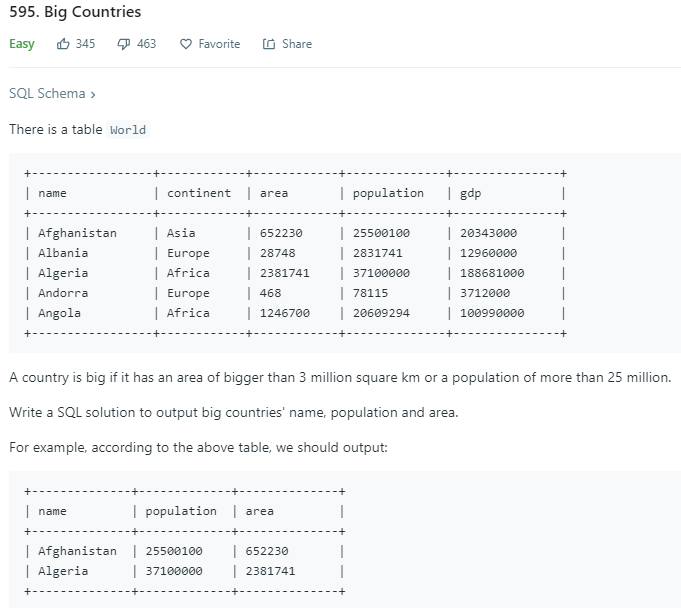 595. Big Countries
Easy 345 463 Favorite Share
SQL Schema >
There is a table World
+----------------+------------+------------+--------------+---------------+
| name | continent | area | population | gdp |
+----------------+------------+------------+--------------+---------------+
| Afghanistan | Asia | 652230 | 25500100 | 20343000 |
| Albania | Europe | 28748 | 2831741 | 12960000 |
| Algeria | Africa | 2381741 | 37100000 | 188681000 |
| Andorra | Europe | 468 | 78115 | 3712000 |
| Angola | Africa | 1246700 | 20609294 | 100990000 |
+----------------+------------+------------+--------------+---------------+
A country is big if it has an area of bigger than 3 million square km or a population of more than 25 million.
Write a SQL solution to output big countries' name, population and area.
For example, according to the above table, we should output:
+--------------+-------------+--------------+
| name | population | area |
+--------------+-------------+--------------+
| Afghanistan | 25500100 | 652230 |
| Algeria | 37100000 | 2381741 |
+--------------+-------------+--------------+